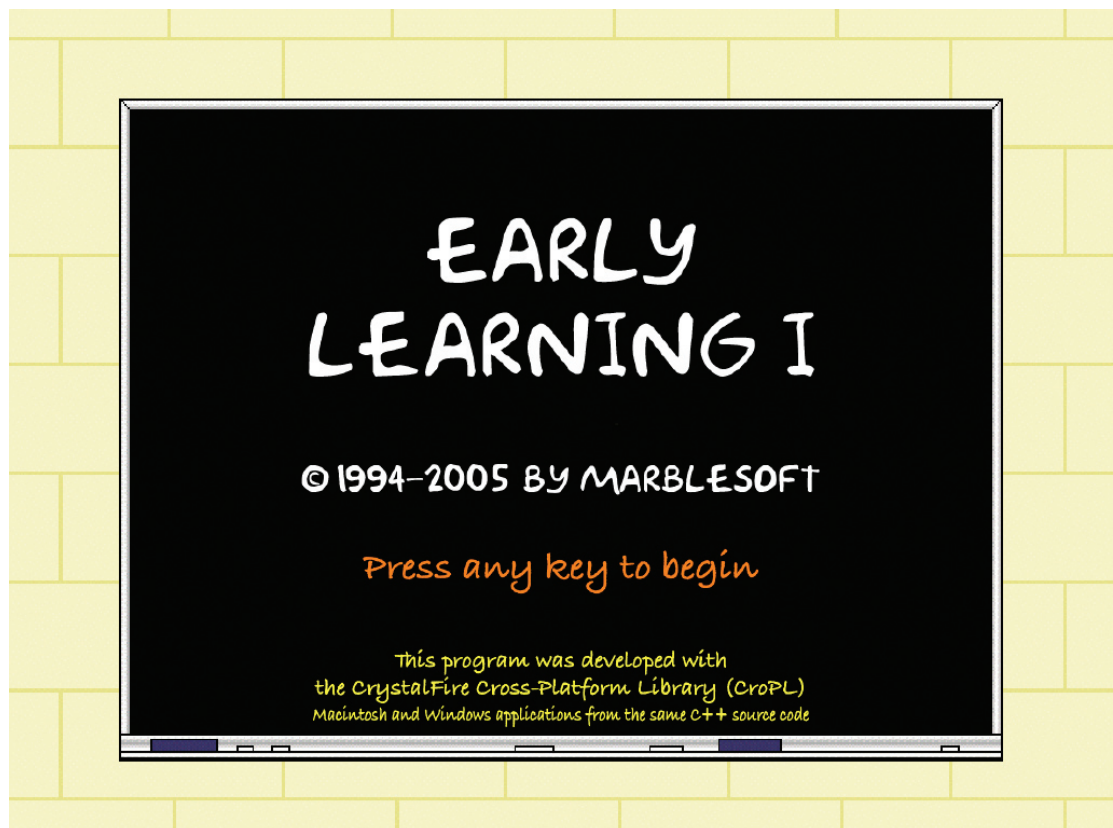 EARLY
LEARNING I
© 1994-2005 BY MARBLESOFT
Press any key to begin
This program was developed with
the CrystalFire Cross-Platform Library (CroPL)
Macintosh and Windows applications from the same C++ source code